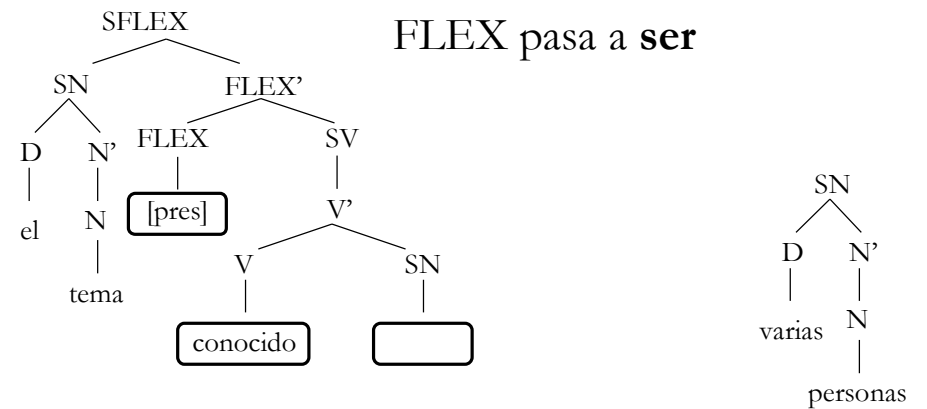 SFLEX
FLEX pasa a ser
SN FLEX'
D N' FLEX SV
SN
el N [pres] V'
D N'
tema V SN
varias N
conocido
personas